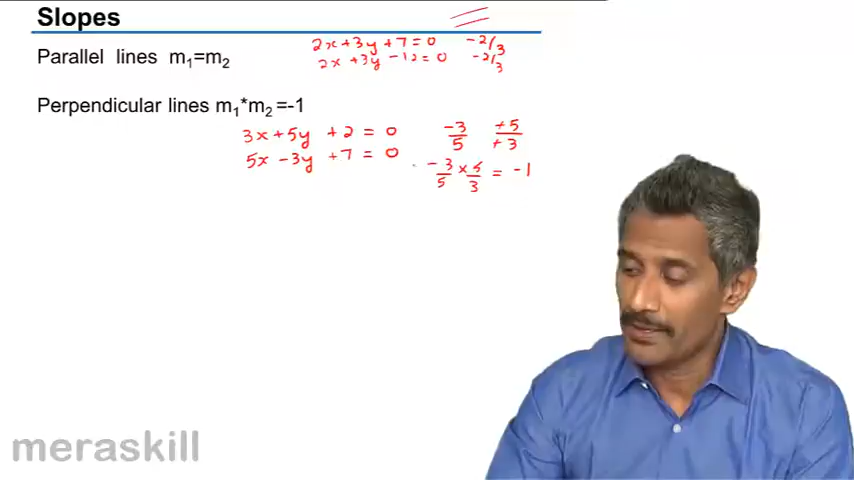 Slopes
Parallel lines m₁=m₂
2x+3y+7=0 -2/3
2x+3y-12=0 -2/3
Perpendicular lines m₁*m₂=-1
3x+5y+2=0 -3/5 +5/+3
5x-3y+7=0
-3/5 × 5/3 = -1
meraskill